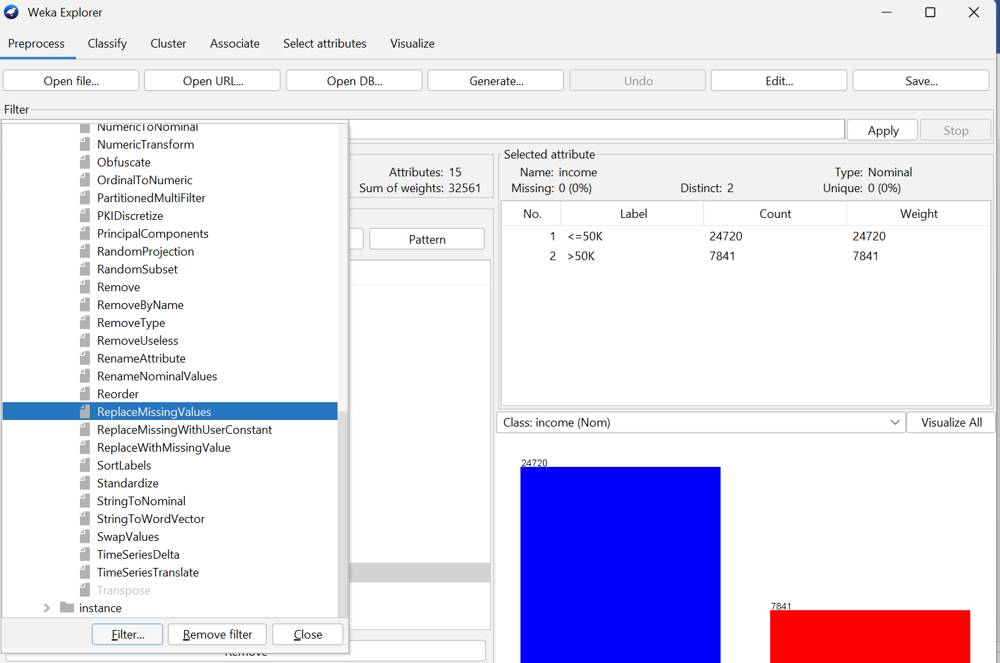 Weka Explorer
Preprocess Classify Cluster Associate Select attributes Visualize
Open file... Open URL... Open DB... Generate... Undo Edit... Save...
Filter
Apply Stop
NumericToNominal
NumericTransform
Obfuscate
OrdinalToNumeric
PartitionedMultiFilter
PKIDiscretize
PrincipalComponents
RandomProjection
RandomSubset
Remove
RemoveByName
RemoveType
RemoveUseless
RenameAttribute
RenameNominalValues
Reorder
ReplaceMissingValues
ReplaceMissingWithUserConstant
ReplaceWithMissingValue
SortLabels
Standardize
StringToNominal
StringToWordVector
SwapValues
TimeSeriesDelta
TimeSeriesTranslate
Transpose
instance
Filter... Remove filter Close
Remove
Attributes: 15
Sum of weights: 32561
Pattern
Selected attribute
Name: income Type: Nominal
Missing: 0 (0%) Distinct: 2 Unique: 0 (0%)
No. Label Count Weight
1 <=50K 24720 24720
2 >50K 7841 7841
Class: income (Nom) Visualize All
24720
7841